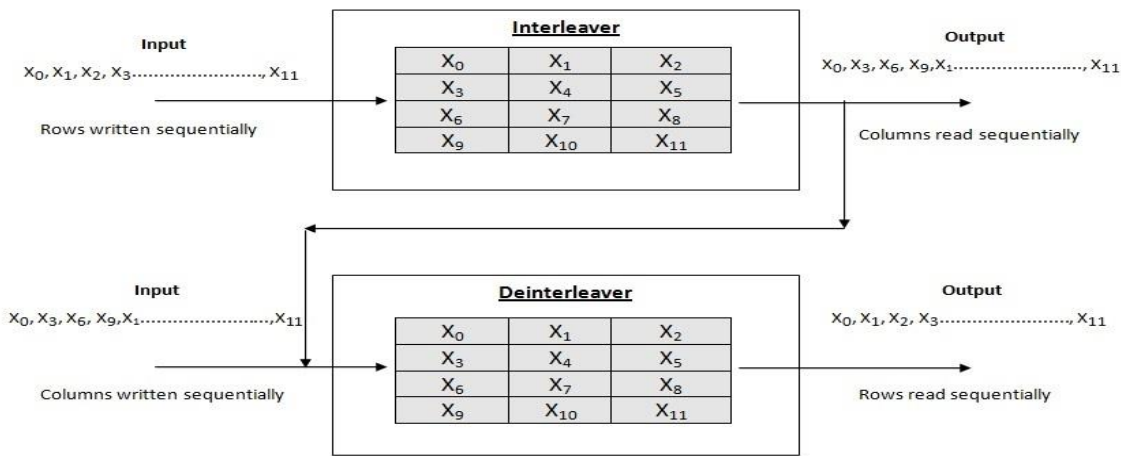 Interleaver
Input
X₀, X₁, X₂, X₃........................, X₁₁
Rows written sequentially
X₀ X₁ X₂
X₃ X₄ X₅
X₆ X₇ X₈
X₉ X₁₀ X₁₁
Output
X₀, X₃, X₆, X₉,X₁........................, X₁₁
Columns read sequentially
Deinterleaver
Input
X₀, X₃, X₆, X₉,X₁........................,X₁₁
Columns written sequentially
X₀ X₁ X₂
X₃ X₄ X₅
X₆ X₇ X₈
X₉ X₁₀ X₁₁
Output
X₀, X₁, X₂, X₃........................, X₁₁
Rows read sequentially